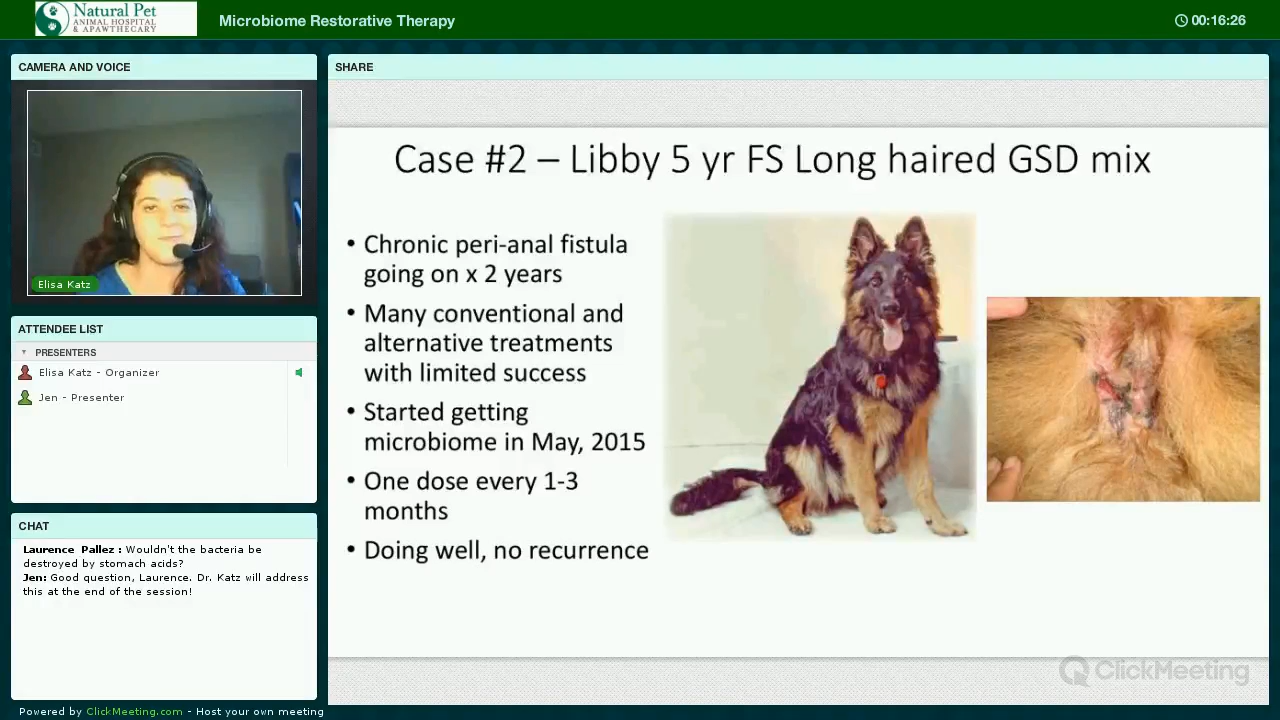 Natural Pet
ANIMAL HOSPITAL
& APAWTHECARY
Microbiome Restorative Therapy
00:16:26
CAMERA AND VOICE
Elisa Katz
ATTENDEE LIST
PRESENTERS
Elisa Katz - Organizer
Jen - Presenter
CHAT
Laurence Pallez : Wouldn't the bacteria be
destroyed by stomach acids?
Jen: Good question, Laurence. Dr. Katz will address
this at the end of the session!
Powered by ClickMeeting.com - Host your own meeting
SHARE
Case #2 – Libby 5 yr FS Long haired GSD mix
• Chronic peri-anal fistula
going on x 2 years
• Many conventional and
alternative treatments
with limited success
• Started getting
microbiome in May, 2015
• One dose every 1-3
months
• Doing well, no recurrence
ClickMeeting